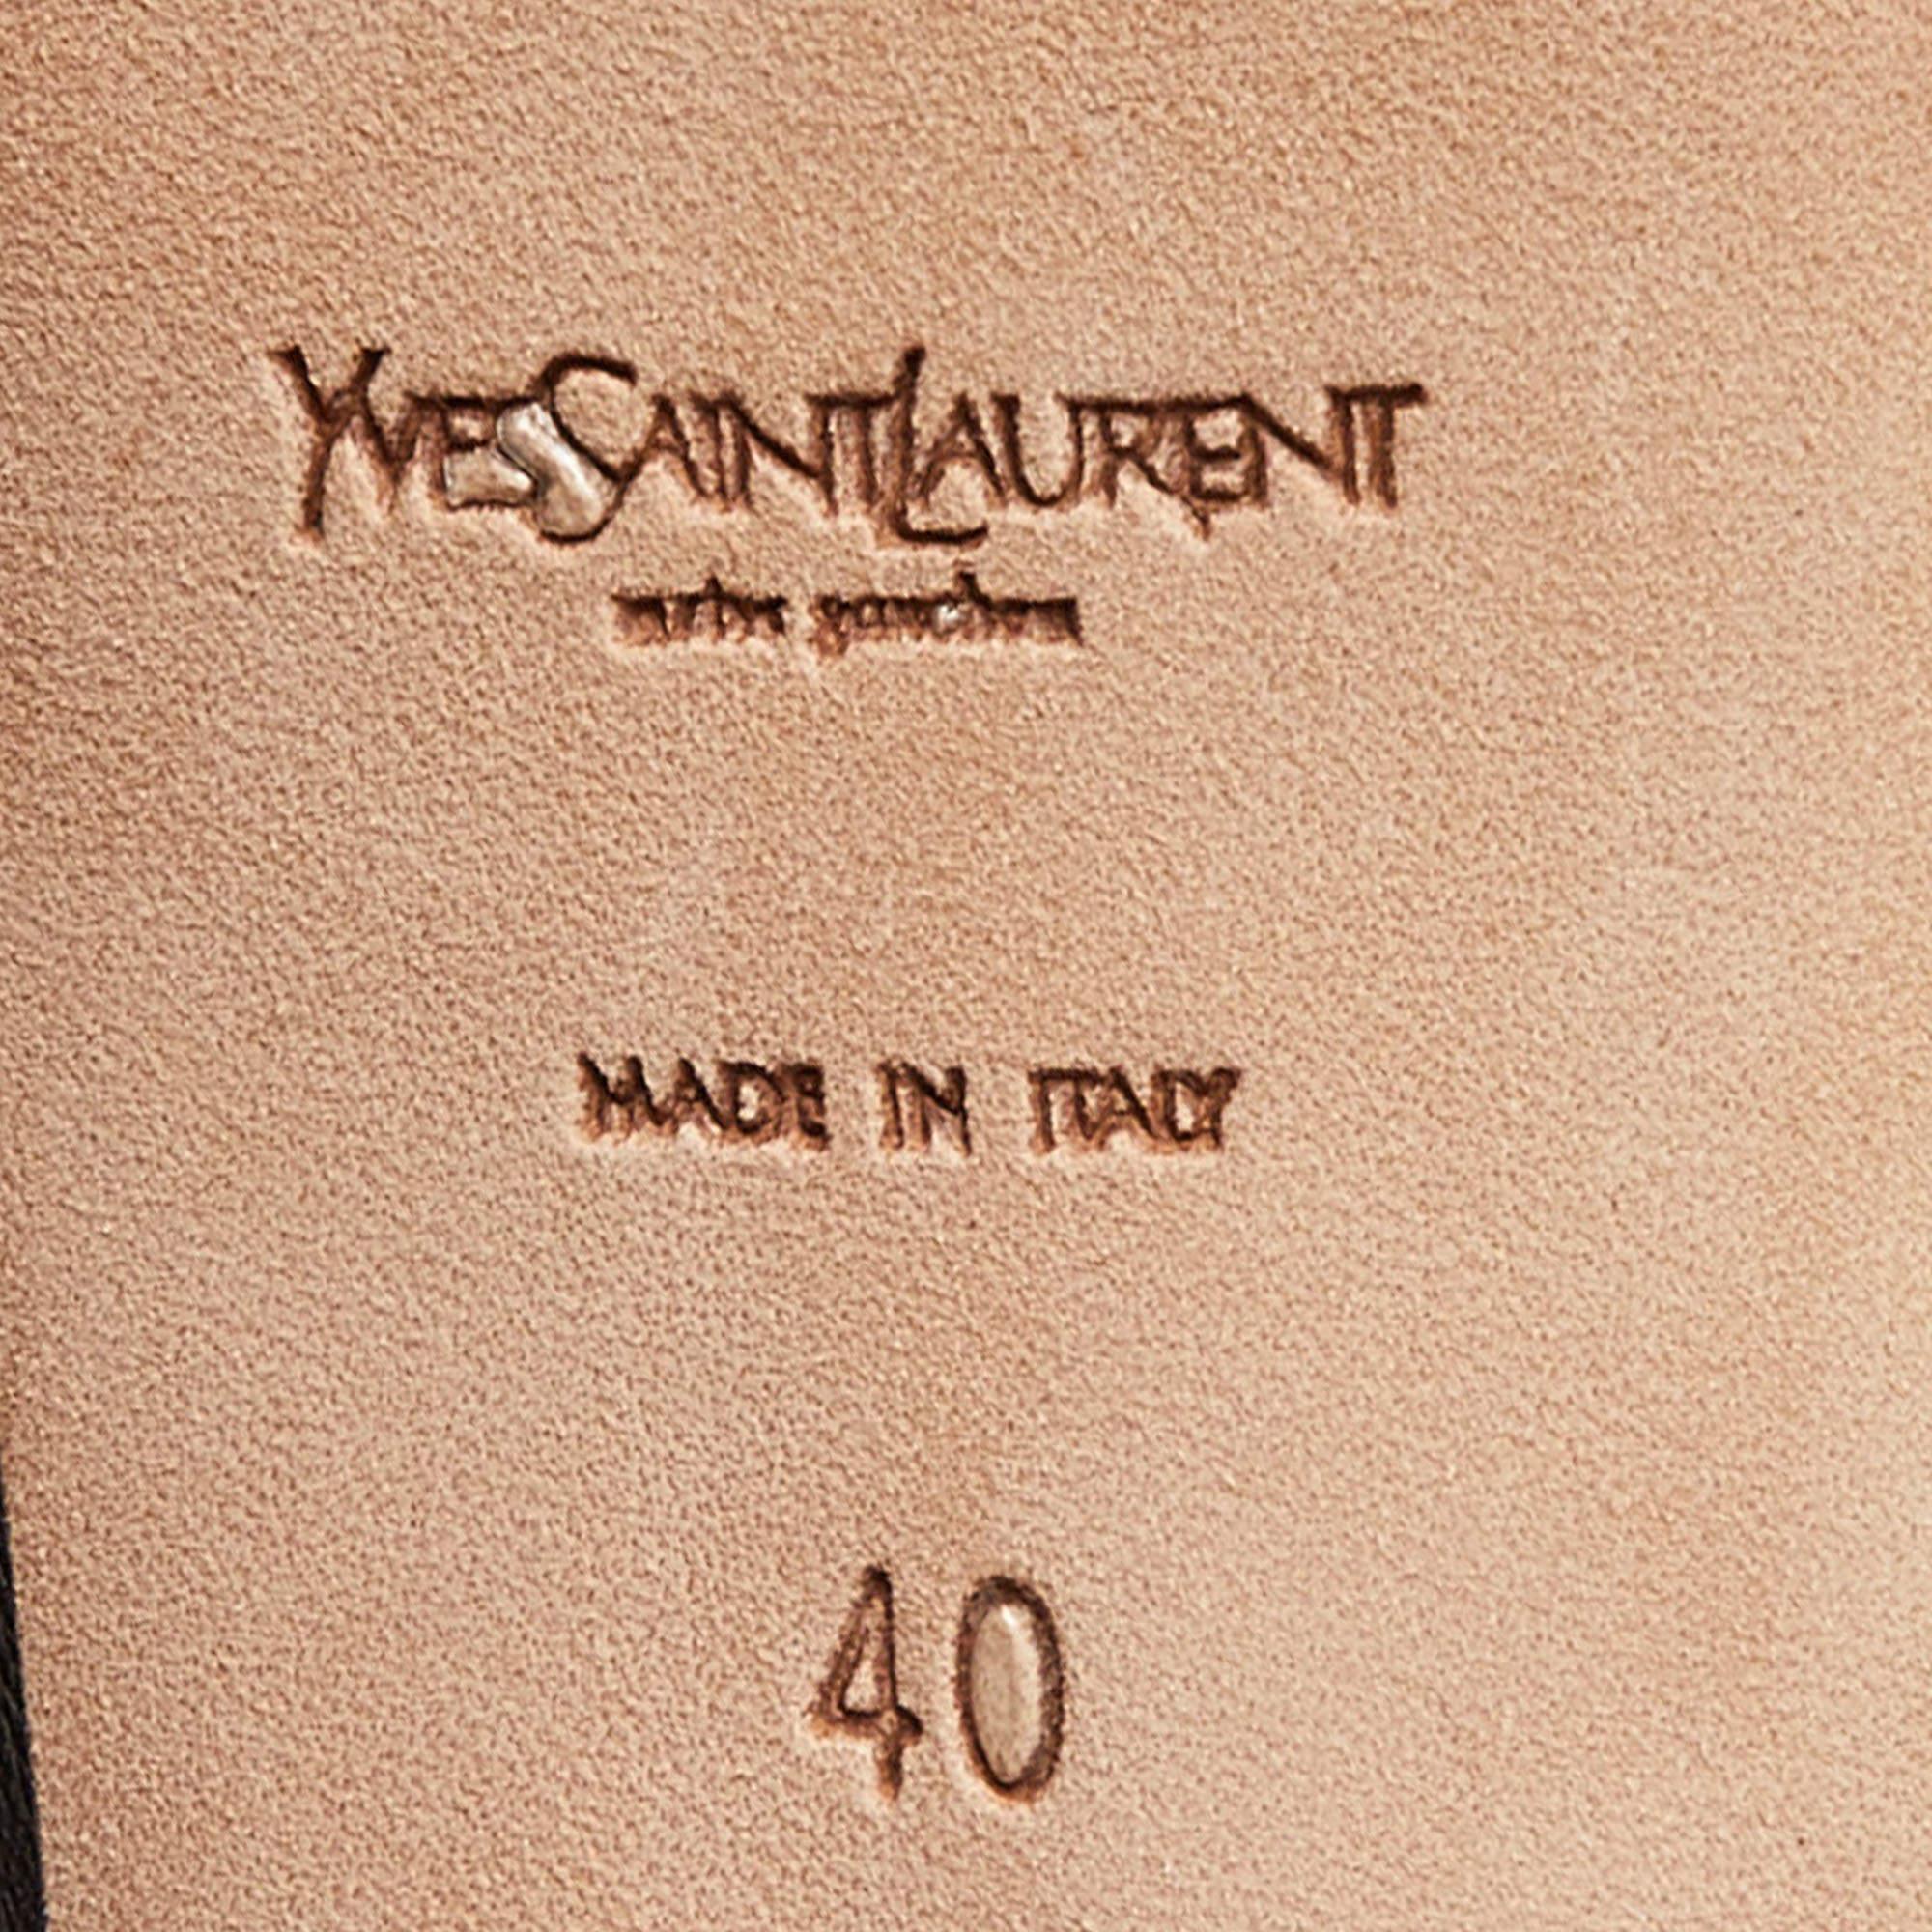 YVESSAINTLAURENT
rive gauche
MADE IN ITALY
40